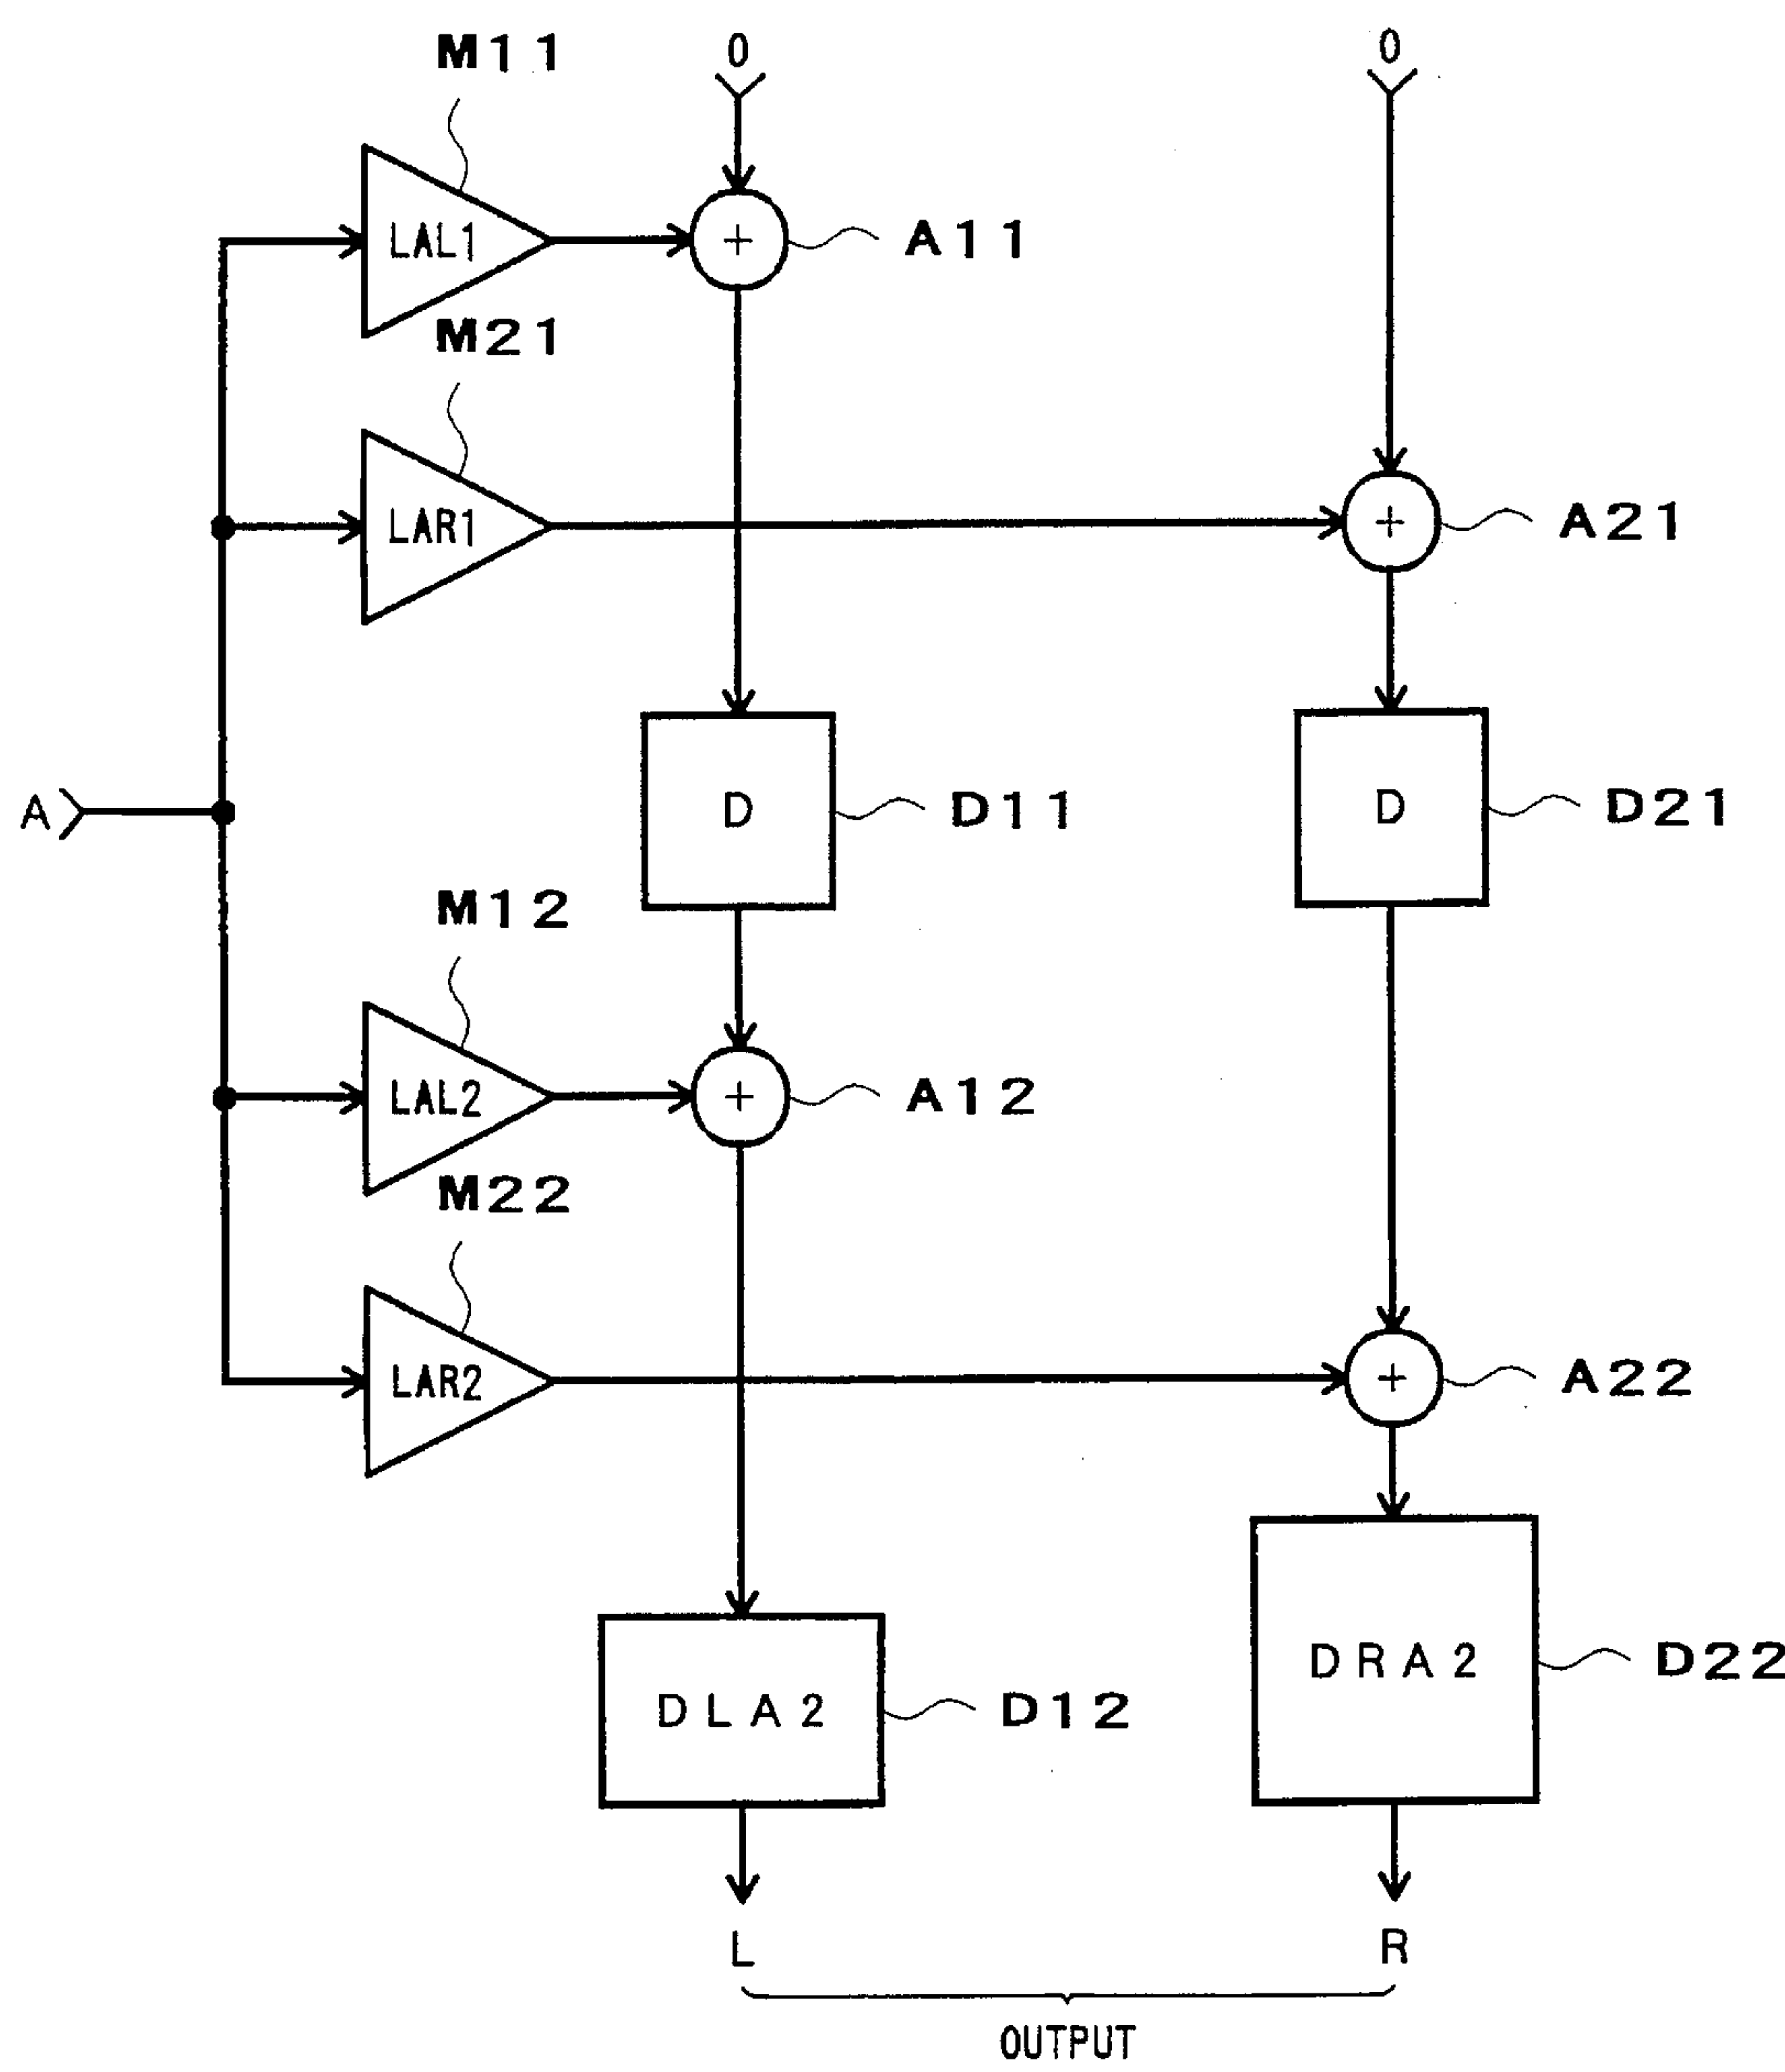 M11
0
0
LAL1
+
A11
M21
LAR1
+
A21
A
D
D11
D
D21
M12
LAL2
+
A12
M22
LAR2
+
A22
DRA2
D22
DLA2
D12
L
R
OUTPUT